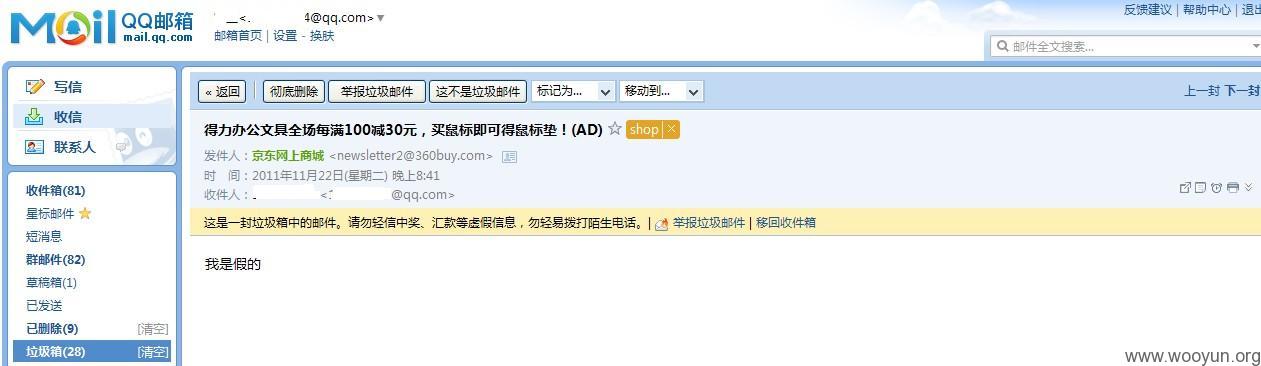 Mail QQ邮箱 mail.qq.com
4@qq.com>
邮箱首页 | 设置 - 换肤
反馈建议 | 帮助中心 | 退出
邮件全文搜索...
写信
收信
联系人
收件箱(81)
星标邮件
短消息
群邮件(82)
草稿箱(1)
已发送
已删除(9) [清空]
垃圾箱(28) [清空]
« 返回 彻底删除 举报垃圾邮件 这不是垃圾邮件 标记为... 移动到... 上一封 下一封
得力办公文具全场每满100减30元，买鼠标即可得鼠标垫！(AD) shop
发件人：京东网上商城 <newsletter2@360buy.com>
时 间：2011年11月22日(星期二) 晚上8:41
收件人： @qq.com>
这是一封垃圾箱中的邮件。请勿轻信中奖、汇款等虚假信息，勿轻易拨打陌生电话。| 举报垃圾邮件 | 移回收件箱
我是假的
www.wooyun.org